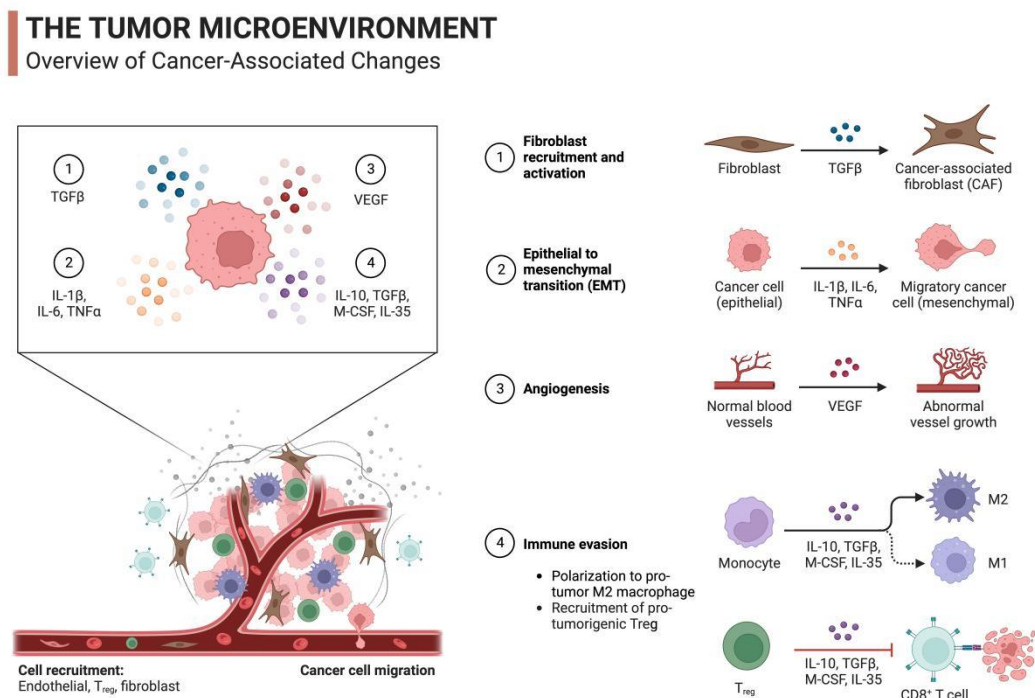 THE TUMOR MICROENVIRONMENT
Overview of Cancer-Associated Changes
1
TGFβ
3
VEGF
2
IL-1β,
IL-6, TNFα
4
IL-10, TGFβ,
M-CSF, IL-35
Cell recruitment:
Endothelial, Treg, fibroblast
Cancer cell migration
1
Fibroblast
recruitment and
activation
Fibroblast
TGFβ
Cancer-associated
fibroblast (CAF)
2
Epithelial to
mesenchymal
transition (EMT)
Cancer cell
(epithelial)
IL-1β, IL-6,
TNFα
Migratory cancer
cell (mesenchymal)
3
Angiogenesis
Normal blood
vessels
VEGF
Abnormal
vessel growth
4
Immune evasion
• Polarization to pro-
tumor M2 macrophage
• Recruitment of pro-
tumorigenic Treg
Monocyte
IL-10, TGFβ,
M-CSF, IL-35
M2
M1
Treg
IL-10, TGFβ,
M-CSF, IL-35
CD8⁺ T cell